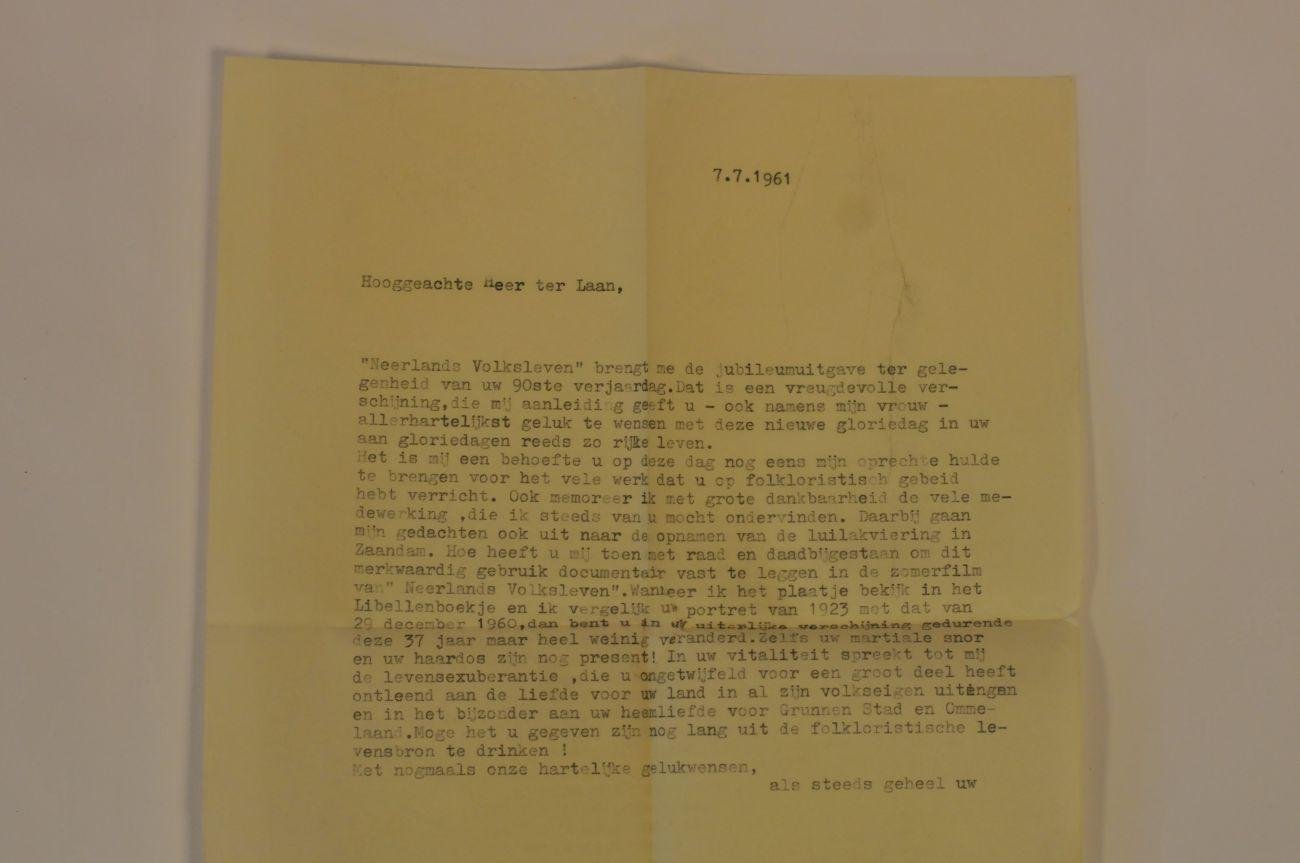 7.7.1961
Hooggeachte Heer ter Laan,
"Neerlands Volksleven" brengt me de jubileumuitgave ter gele-
genheid van uw 90ste verjaardag.Dat is een vreugdevolle ver-
schijning,die mij aanleiding geeft u - ook namens mijn vrouw -
allerhartelijkst geluk te wensen met deze nieuwe gloriedag in uw
aan gloriedagen reeds zo rijke leven.
Het is mij een behoefte u op deze dag nog eens mijn oprechte hulde
te brengen voor het vele werk dat u op folkloristisch gebeid
hebt verricht. Ook memoreer ik met grote dankbaarheid de vele me-
dewerking ,die ik steeds van u mocht ondervinden. Daarbij gaan
mijn gedachten ook uit naar de opnamen van de luilakviering in
Zaandam. Hoe heeft u mij toen met raad en daadbijgestaan om dit
merkwaardig gebruik documentair vast te leggen in de zomerfilm
van" Neerlands Volksleven".Wanneer ik het plaatje bekijk in het
Libellenboekje en ik vergelijk uw portret van 1923 met dat van
29 december 1960,dan bent u in uw uiterlijke verschijning gedurende
deze 37 jaar maar heel weinig veranderd.Zelfs uw martiale snor
en uw haardos zijn nog present! In uw vitaliteit spreekt tot mij
de levensexuberantie ,die u ongetwijfeld voor een groot deel heeft
ontleend aan de liefde voor uw land in al zijn volkseigen uitingen
en in het bijzonder aan uw heemliefde voor Grunnen Stad en Omme-
laand.Moge het u gegeven zijn nog lang uit de folkloristische le-
vensbron te drinken !
Met nogmaals onze hartelijke gelukwensen,
als steeds geheel uw